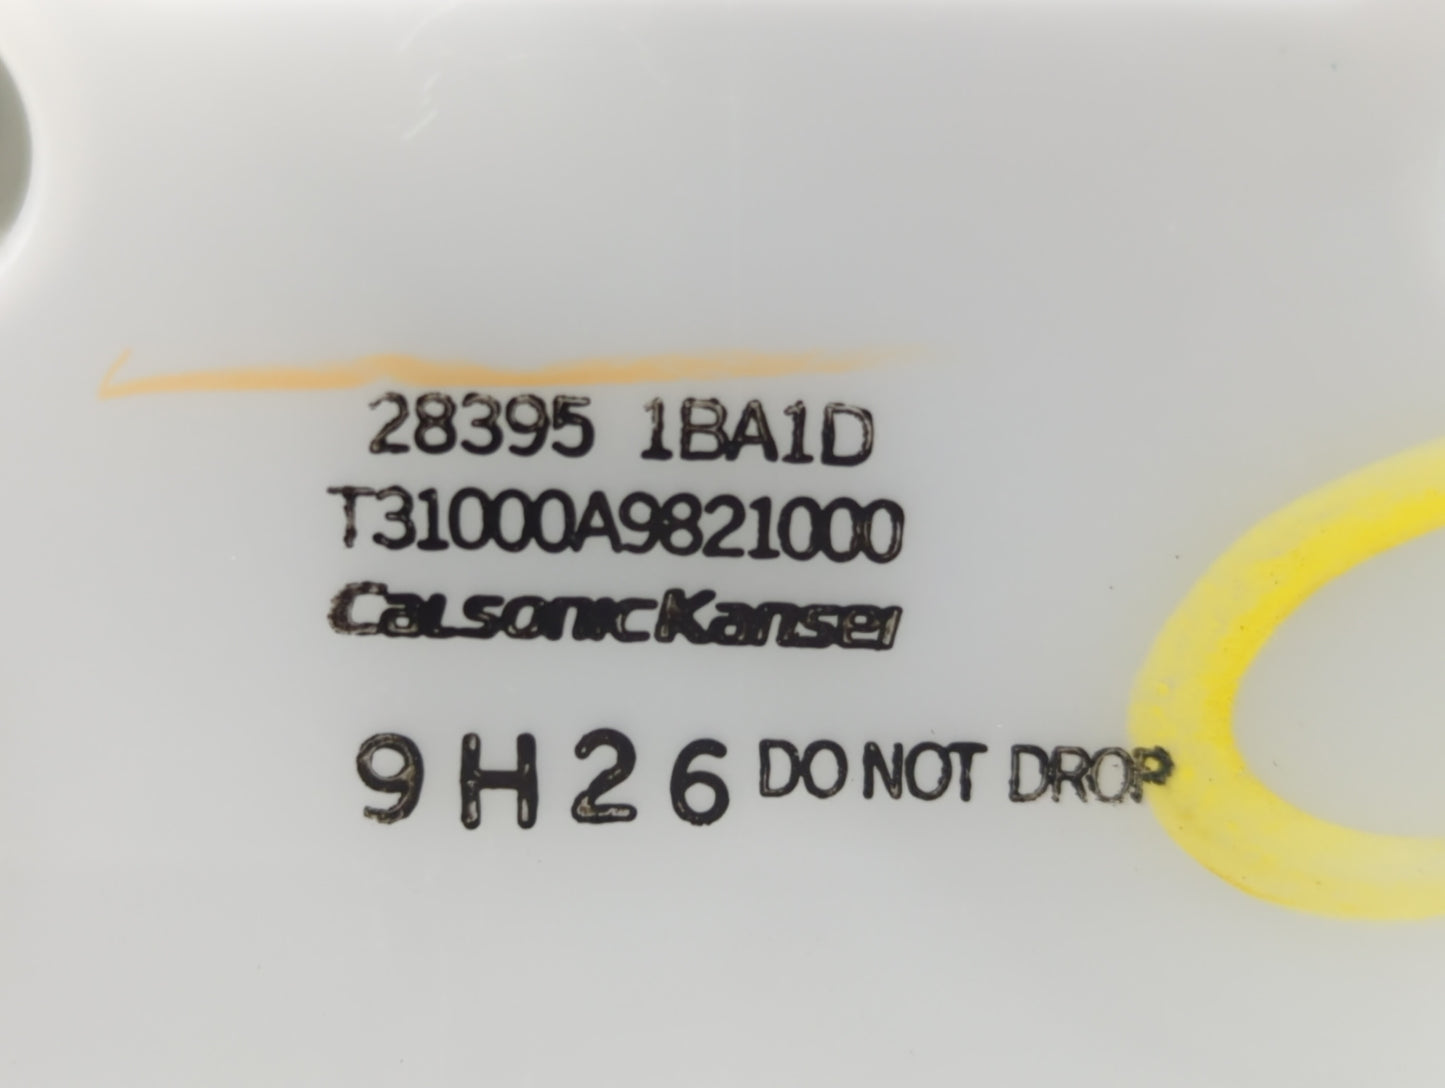 28395 1BA1D
T31000A9821000
CalsonicKansei
9H26 DO NOT DROP